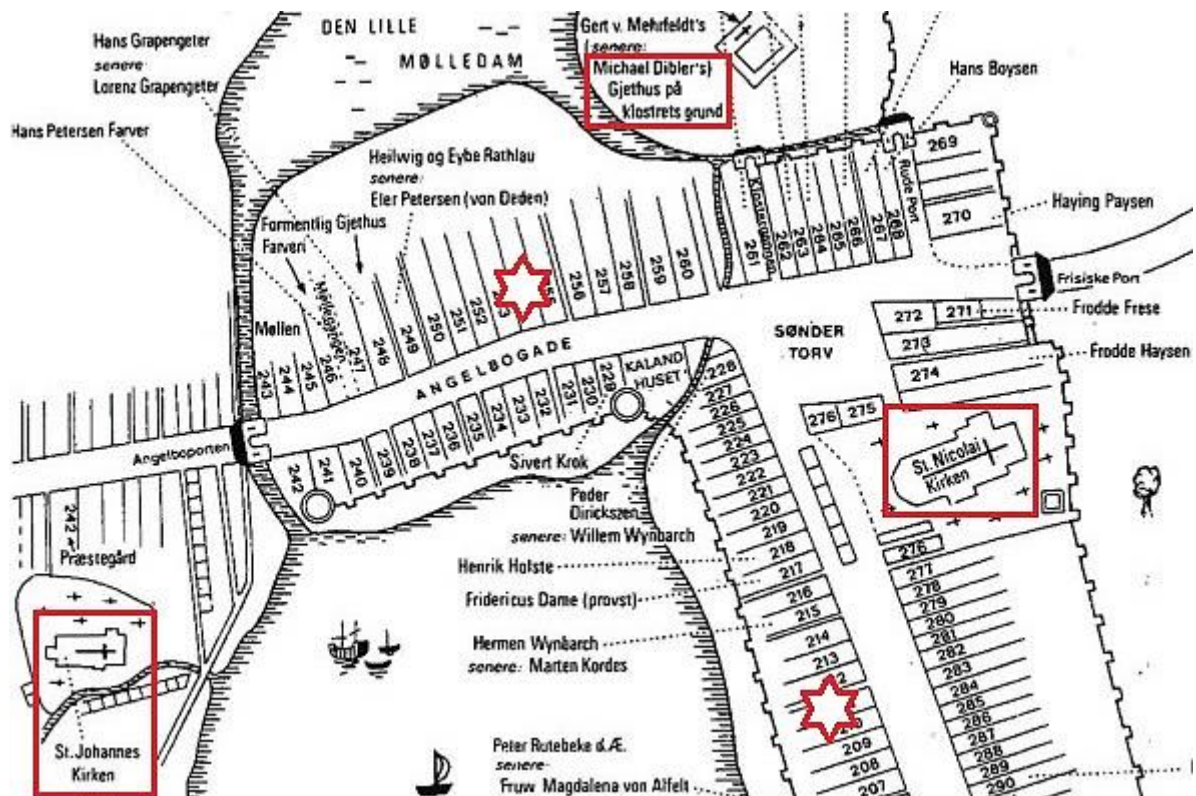 Hans Grapengeter
senere:
Lorenz Grapengeter
Hans Petersen Farver
DEN LILLE
MØLLEDAM
Gert v. Mehrfeldt's
(senere:
Michael Dibler's)
Gjethus på
klostrets grund
Hans Boysen
Heilwig og Eybe Rathlau
senere:
Eler Petersen (von Deden)
Formentlig Gjethus
Farveri
Møllegangen
Møllen
Klostergangen
Rude Port
Haying Paysen
Frisiske Port
Frodde Frese
Frodde Haysen
243
244
245
246
247
248
249
250
251
252
256
257
258
259
260
261
262
263
264
265
266
267
268
269
270
271
272
273
274
275
276
SØNDER
TORV
ANGELBOGADE
KALAND
HUSET
Angelboporten
242
241
240
239
238
237
236
235
234
233
232
231
230
229
228
227
226
225
224
223
222
221
220
219
218
217
216
215
214
213
209
208
207
St. Nicolai
Kirken
276
277
278
279
280
281
282
283
284
285
286
287
288
289
290
Sivert Krok
Peder
Dirickszen
senere: Willem Wynbarch
Henrik Holste
Fridericus Dame (provst)
Hermen Wynbarch
senere: Marten Kordes
Peter Rutebeke d.Æ.
senere-
Fruw Magdalena von Alfelt
Præstegård
St. Johannes
Kirken